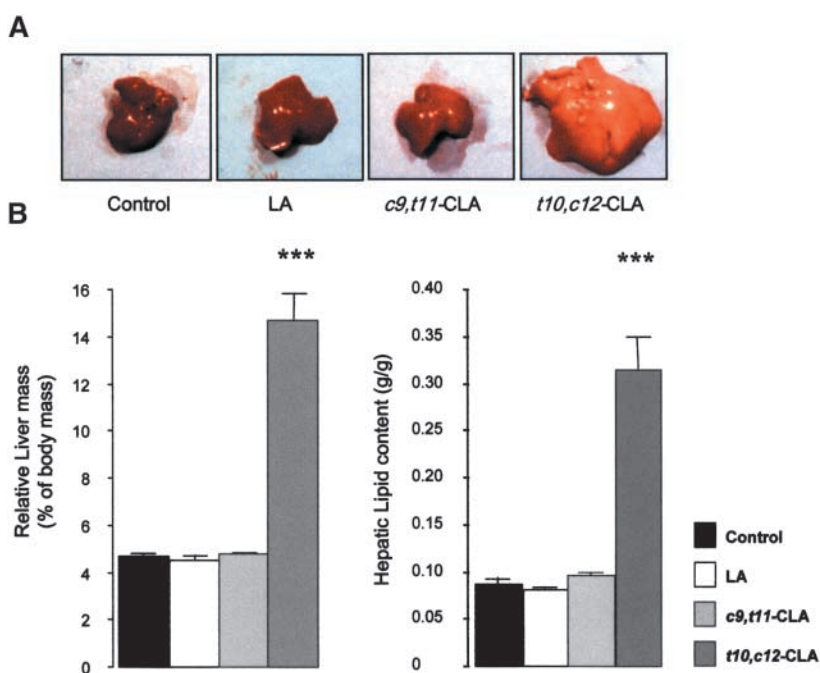 A
Control LA c9,t11-CLA t10,c12-CLA
B
***
16
14
12
10
8
6
4
2
0
Relative Liver mass
(% of body mass)
***
0.40
0.35
0.30
0.25
0.20
0.15
0.10
0.05
0
Hepatic Lipid content (g/g)
Control
LA
c9,t11-CLA
t10,c12-CLA